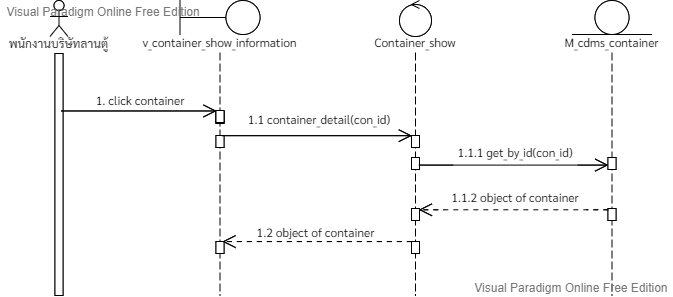 Visual Paradigm Online Free Edition
พนักงานบริษัทลานตู้
v_container_show_information
Container_show
M_cdms_container
1. click container
1.1 container_detail(con_id)
1.1.1 get_by_id(con_id)
1.1.2 object of container
1.2 object of container
Visual Paradigm Online Free Edition